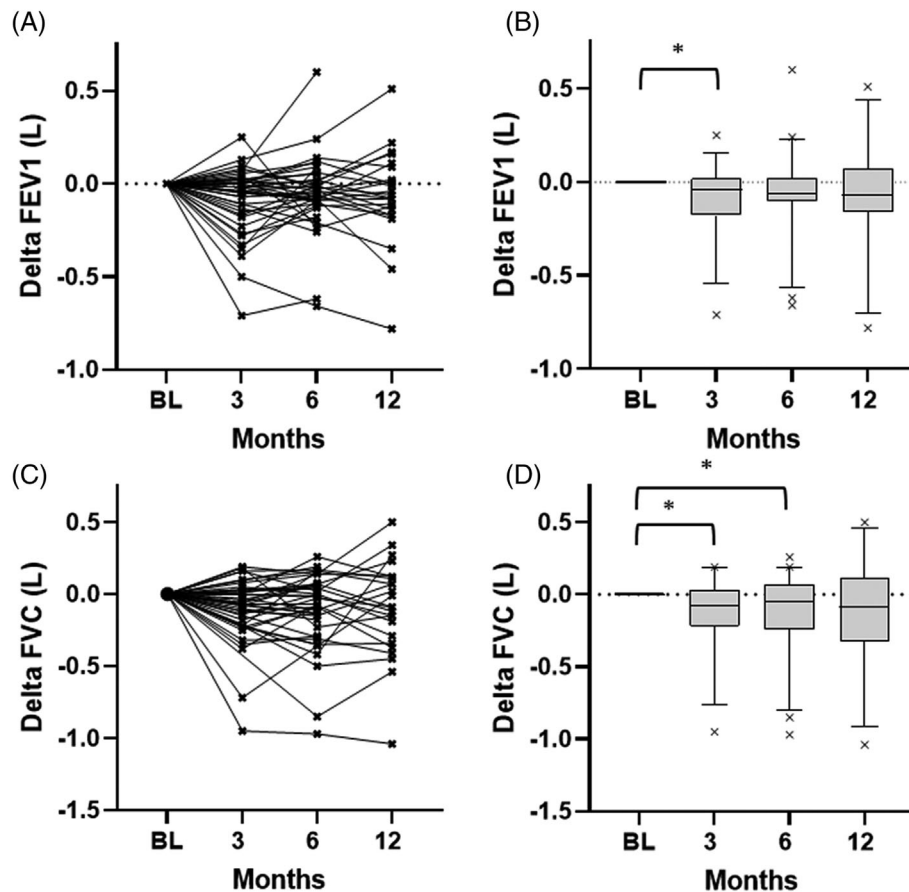 (A)
Delta FEV1 (L)
0.5
0.0
-0.5
-1.0
BL 3 6 12
Months
(B)
*
Delta FEV1 (L)
0.5
0.0
-0.5
-1.0
BL 3 6 12
Months
(C)
Delta FVC (L)
0.5
0.0
-0.5
-1.0
-1.5
BL 3 6 12
Months
(D)
*
*
Delta FVC (L)
0.5
0.0
-0.5
-1.0
-1.5
BL 3 6 12
Months